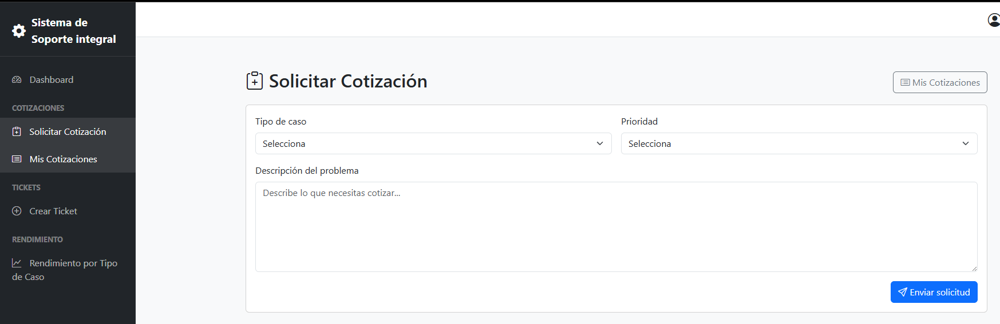 Sistema de
Soporte integral
Dashboard
COTIZACIONES
Solicitar Cotización
Mis Cotizaciones
TICKETS
Crear Ticket
RENDIMIENTO
Rendimiento por Tipo
de Caso
Solicitar Cotización
Mis Cotizaciones
Tipo de caso
Prioridad
Selecciona
Selecciona
Descripción del problema
Describe lo que necesitas cotizar...
Enviar solicitud